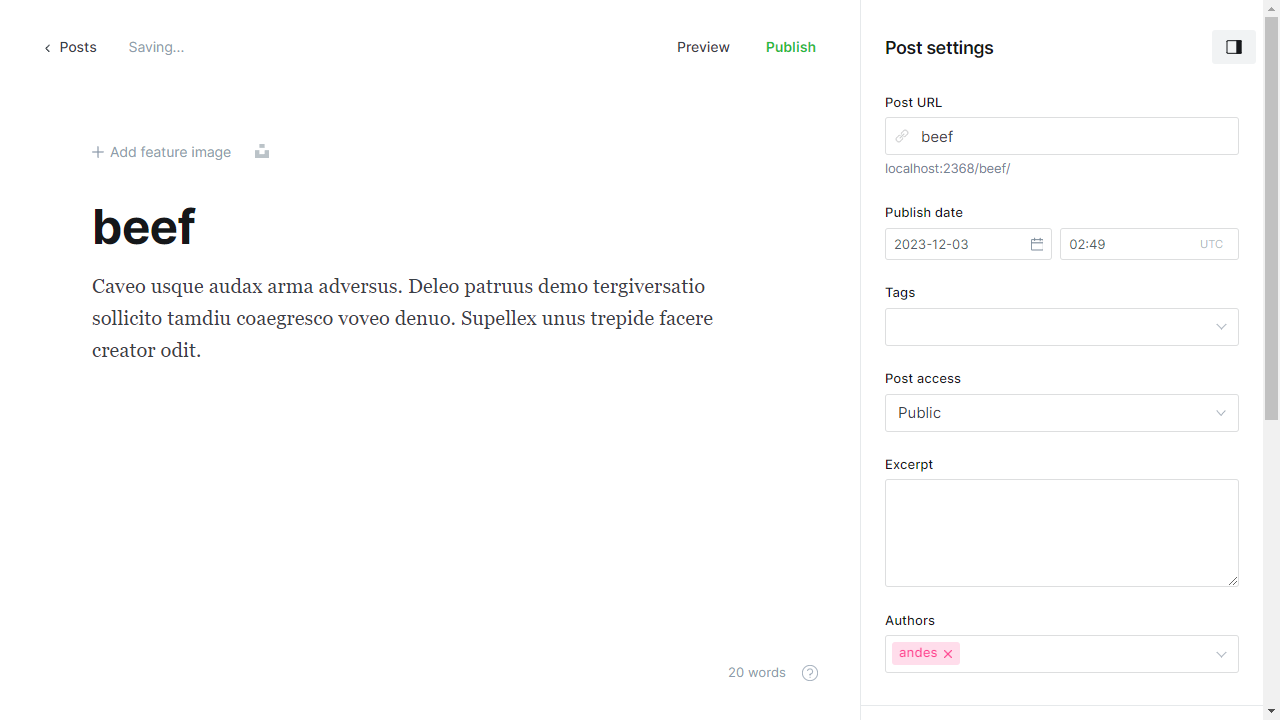 Posts
Saving...
Preview
Publish
Add feature image
beef
Caveo usque audax arma adversus. Deleo patruus demo tergiversatio
sollicito tamdiu coaegresco voveo denuo. Supellex unus trepide facere
creator odit.
20 words
?
Post settings
Post URL
beef
localhost:2368/beef/
Publish date
2023-12-03
02:49
UTC
Tags
Post access
Public
Excerpt
Authors
andes